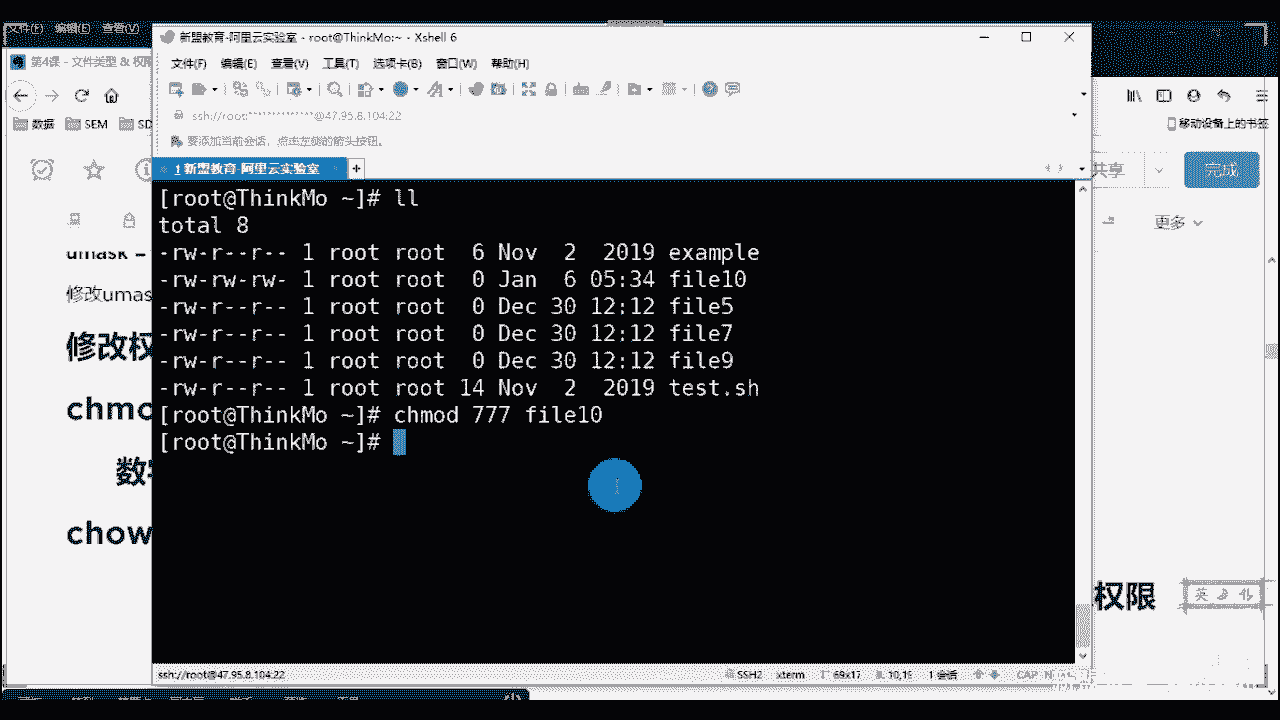 文件(F) 编辑(E) 查看(V)
新盟教育-阿里云实验室 - root@ThinkMo:~ - Xshell 6
第4课 - 文件类型 & 权限
文件(F) 编辑(E) 查看(V) 工具(T) 选项卡(B) 窗口(W) 帮助(H)
ssh://root:**************@47.95.8.104:22
数据 SEM SD
移动设备上的书签
要添加当前会话，点击左侧的箭头按钮。
1 新盟教育-阿里云实验室
共享 完成
更多
[root@ThinkMo ~]# ll
total 8
-rw-r--r-- 1 root root 6 Nov 2 2019 example
-rw-rw-rw- 1 root root 0 Jan 6 05:34 file10
-rw-r--r-- 1 root root 0 Dec 30 12:12 file5
-rw-r--r-- 1 root root 0 Dec 30 12:12 file7
-rw-r--r-- 1 root root 0 Dec 30 12:12 file9
-rw-r--r-- 1 root root 14 Nov 2 2019 test.sh
[root@ThinkMo ~]# chmod 777 file10
[root@ThinkMo ~]#
umask
修改umas
修改权
chmo
数
chow
权限
英
ssh://root@47.95.8.104:22
SSH2 xterm 69x17 10,15 1 会话 CAP